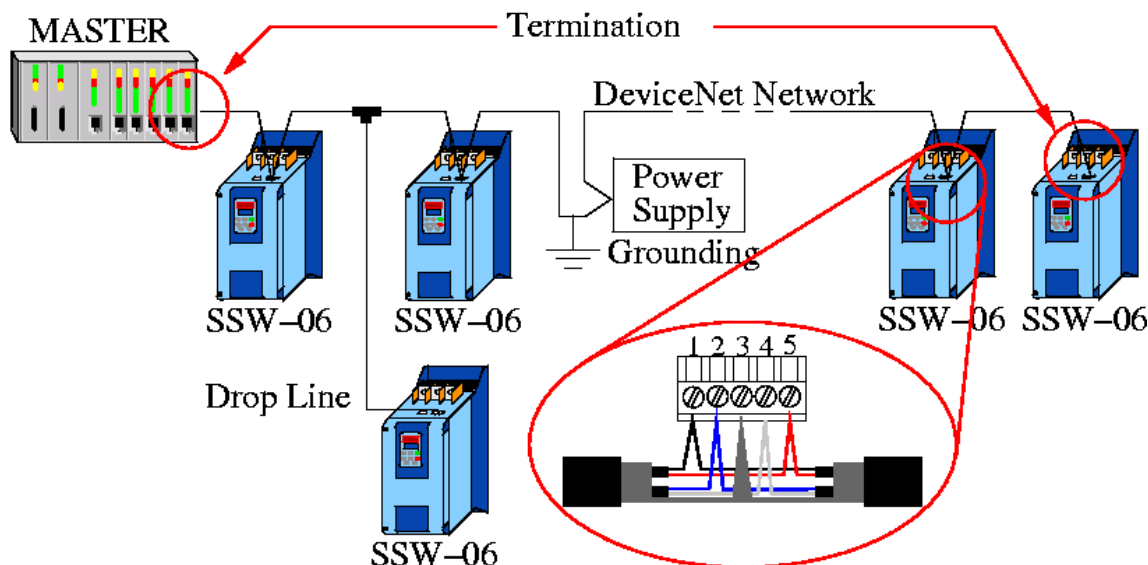 MASTER
Termination
DeviceNet Network
Power
Supply
Grounding
SSW-06
SSW-06
SSW-06
SSW-06
1 2 3 4 5
Drop Line
SSW-06